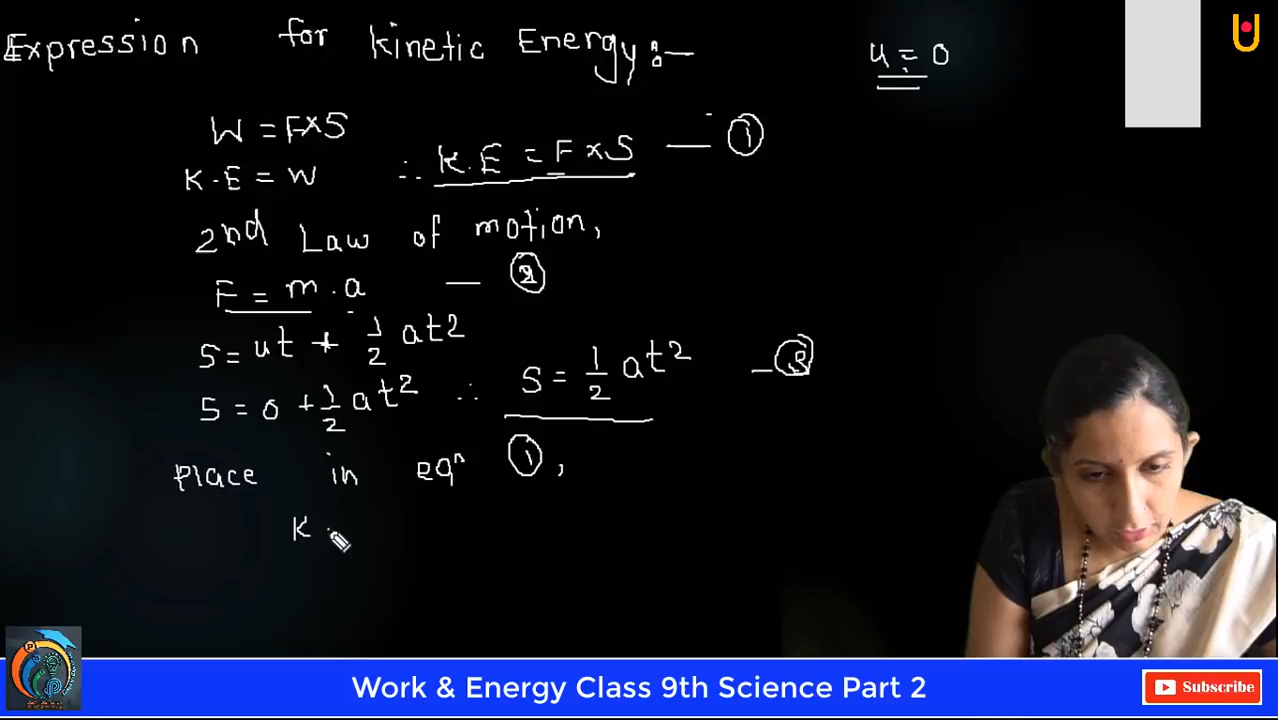 Expression for Kinetic Energy:-
u = 0
W = F×S
K.E = W ∴ K.E = F×S — ①
2nd Law of motion,
F = m.a — ②
S = ut + 1/2 at2
S = 0 + 1/2 at2 ∴ S = 1/2 at2 — ③
Place in eqn ①,
K
Work & Energy Class 9th Science Part 2
Subscribe